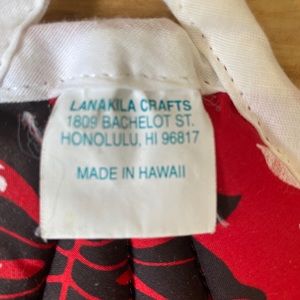 LANAKILA CRAFTS
1809 BACHELOT ST.
HONOLULU, HI 96817
MADE IN HAWAII